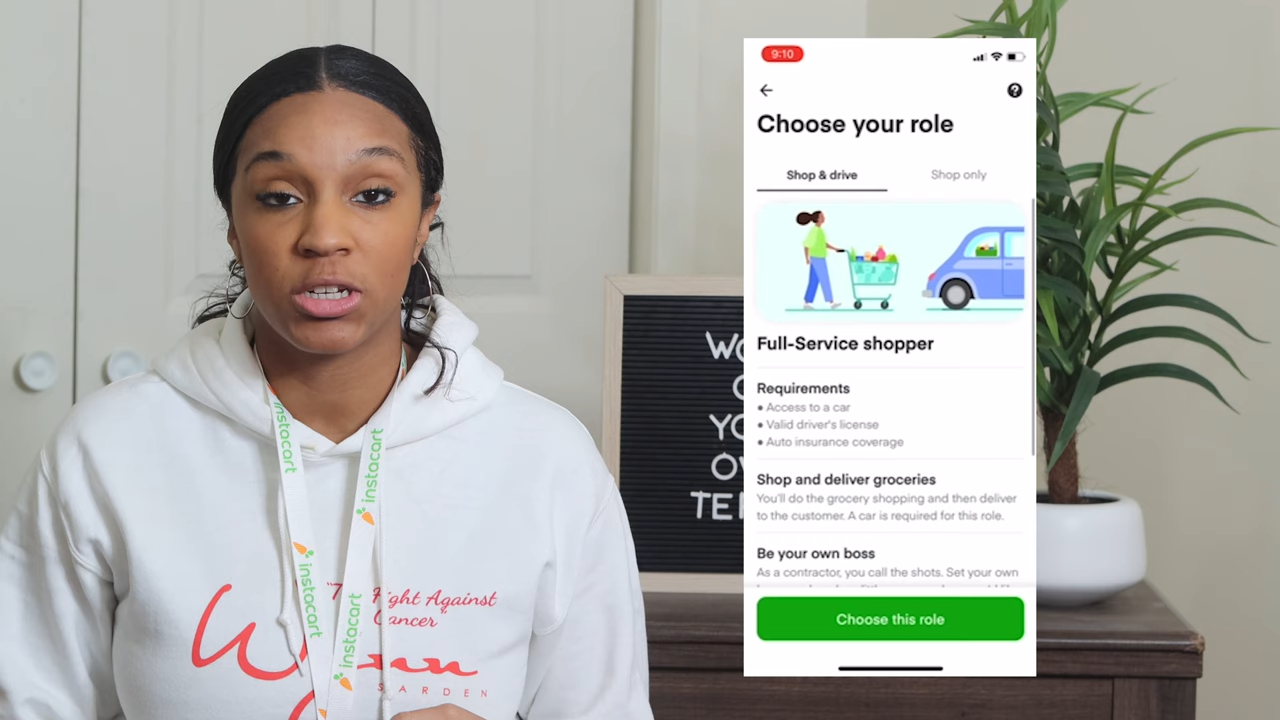 9:10
Choose your role
Shop & drive
Shop only
Full-Service shopper
Requirements
• Access to a car
• Valid driver's license
• Auto insurance coverage
Shop and deliver groceries
You'll do the grocery shopping and then deliver
to the customer. A car is required for this role.
Be your own boss
As a contractor, you call the shots. Set your own
Choose this role
instacart
instacart
instacart
instacart
Fight Against
Cancer"
WO
YO